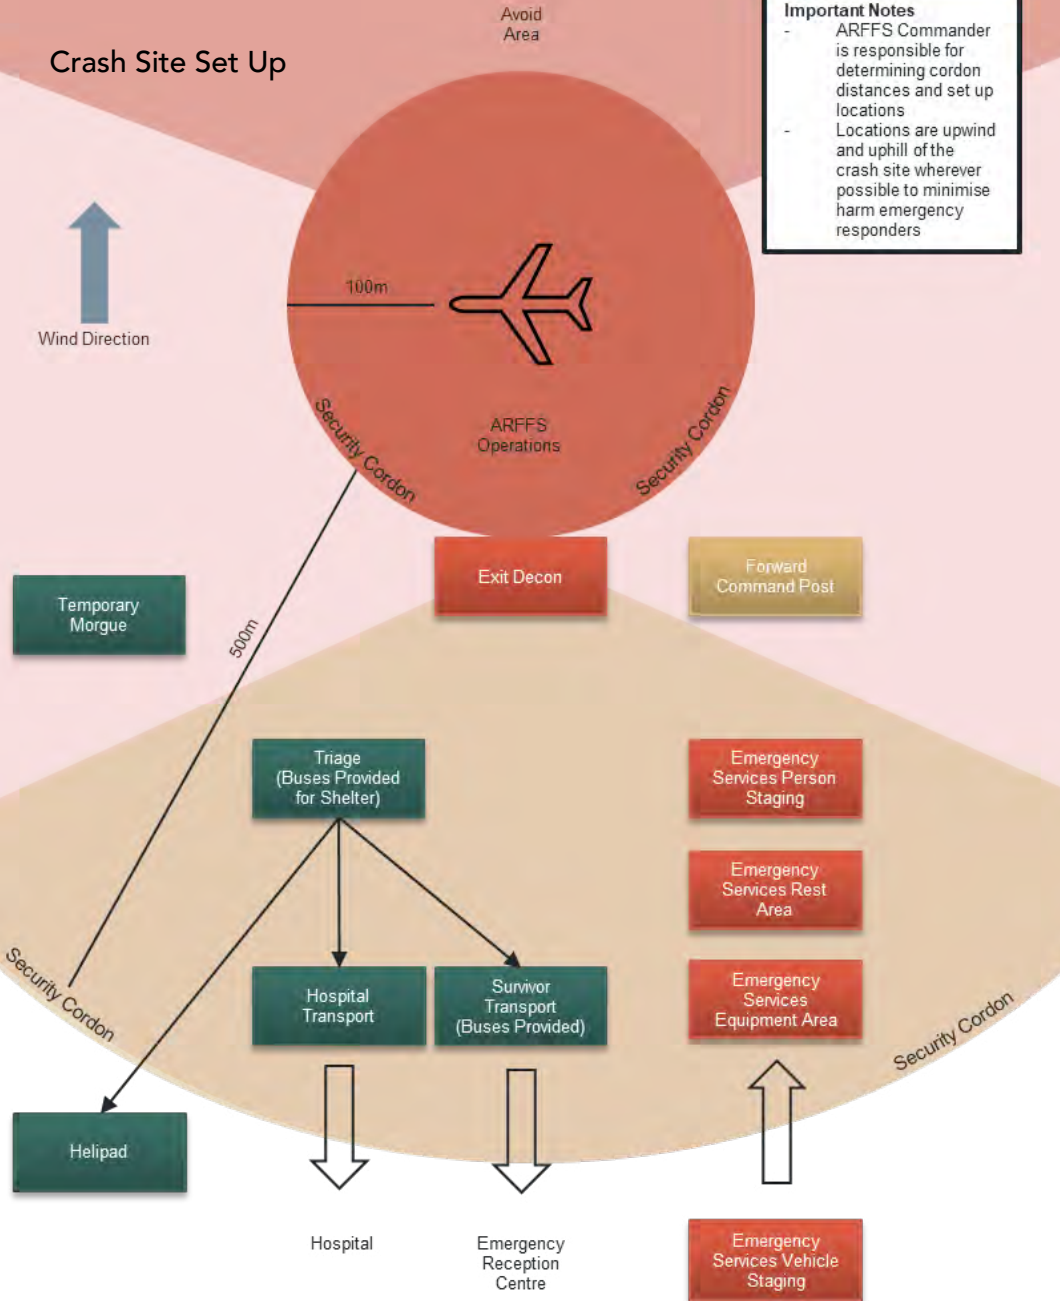 Crash Site Set Up
Avoid
Area
Important Notes
- ARFFS Commander
is responsible for
determining cordon
distances and set up
locations
- Locations are upwind
and uphill of the
crash site wherever
possible to minimise
harm emergency
responders
Wind Direction
100m
ARFFS
Operations
Security Cordon
Security Cordon
Exit Decon
Forward
Command Post
Temporary
Morgue
500m
Triage
(Buses Provided
for Shelter)
Emergency
Services Person
Staging
Emergency
Services Rest
Area
Hospital
Transport
Survivor
Transport
(Buses Provided)
Emergency
Services
Equipment Area
Security Cordon
Security Cordon
Helipad
Hospital
Emergency
Reception
Centre
Emergency
Services Vehicle
Staging